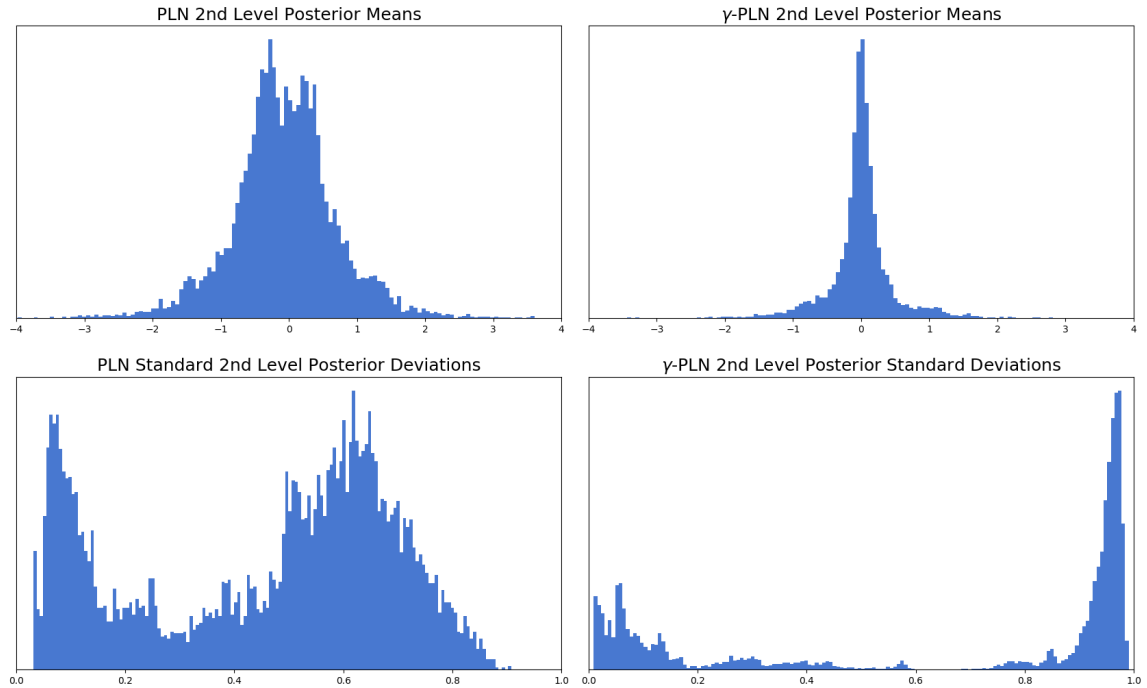 PLN 2nd Level Posterior Means
-4 -3 -2 -1 0 1 2 3 4
γ-PLN 2nd Level Posterior Means
-4 -3 -2 -1 0 1 2 3 4
PLN Standard 2nd Level Posterior Deviations
0.0 0.2 0.4 0.6 0.8 1.0
γ-PLN 2nd Level Posterior Standard Deviations
0.0 0.2 0.4 0.6 0.8 1.0